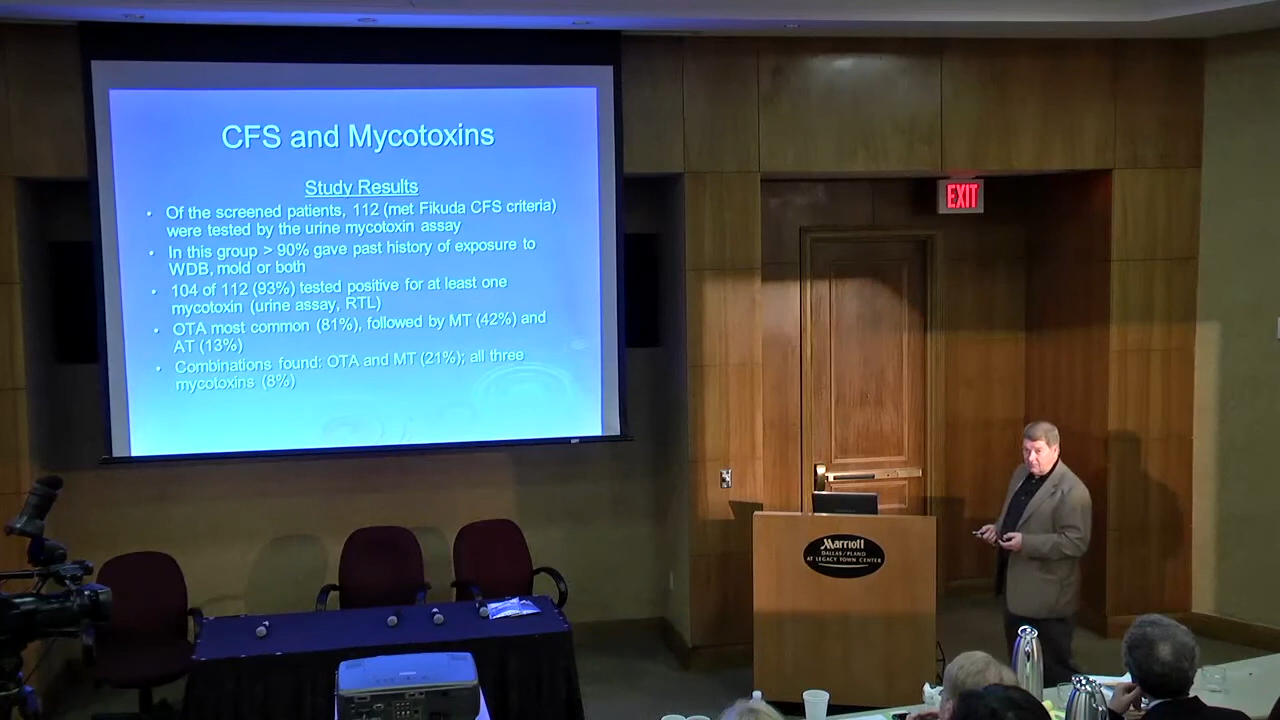 CFS and Mycotoxins
Study Results
• Of the screened patients, 112 (met Fikuda CFS criteria)
were tested by the urine mycotoxin assay
• In this group > 90% gave past history of exposure to
WDB, mold or both
• 104 of 112 (93%) tested positive for at least one
mycotoxin (urine assay, RTL)
• OTA most common (81%), followed by MT (42%) and
AT (13%)
• Combinations found: OTA and MT (21%); all three
mycotoxins (8%)
EXIT
Marriott
DALLAS/PLANO
AT LEGACY TOWN CENTER